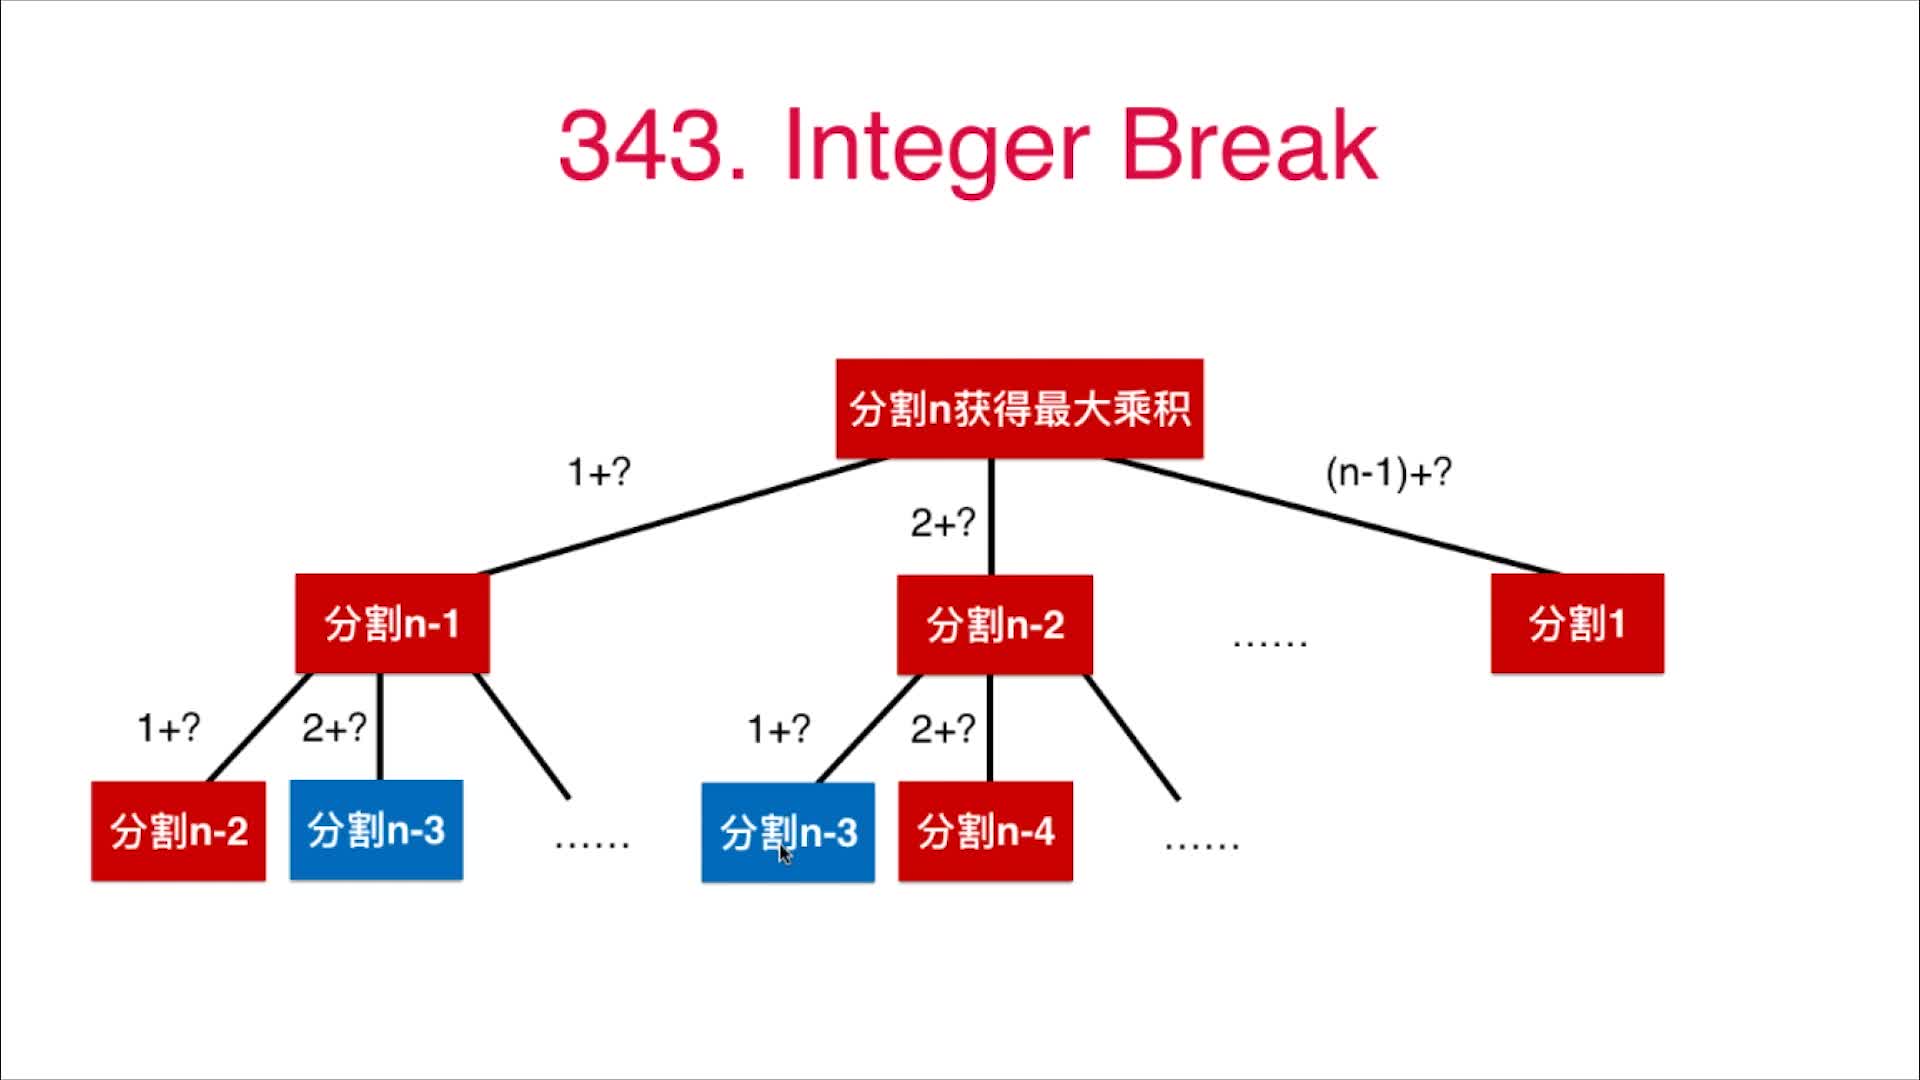 343. Integer Break
分割n获得最大乘积
1+?
2+?
(n-1)+?
分割n-1
分割n-2
……
分割1
1+?
2+?
1+?
2+?
分割n-2
分割n-3
……
分割n-3
分割n-4
……